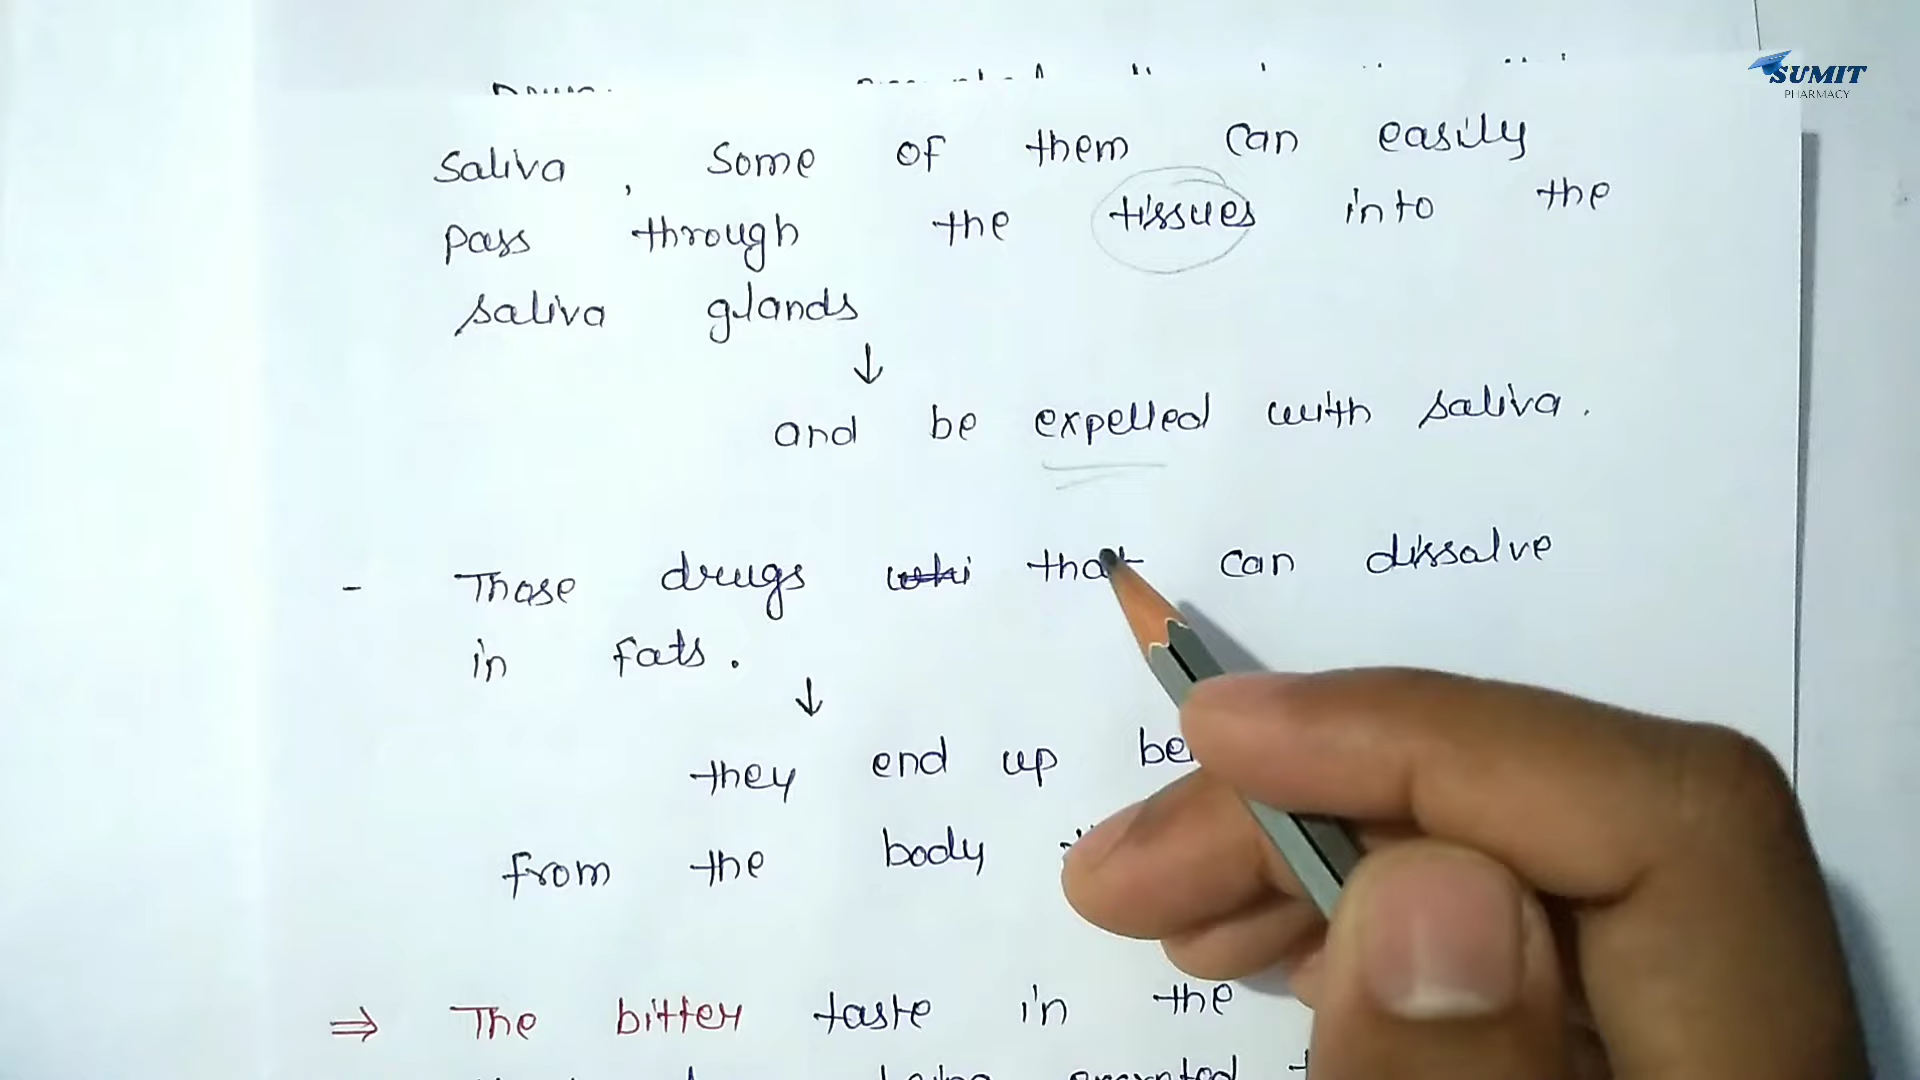 SUMIT
PHARMACY
Saliva, some of them can easily
pass through the tissues into the
saliva glands
↓
and be expelled with saliva.
- Those drugs that can dissalve
in fats.
↓
they end up
from the body
⇒ The bitter taste in the